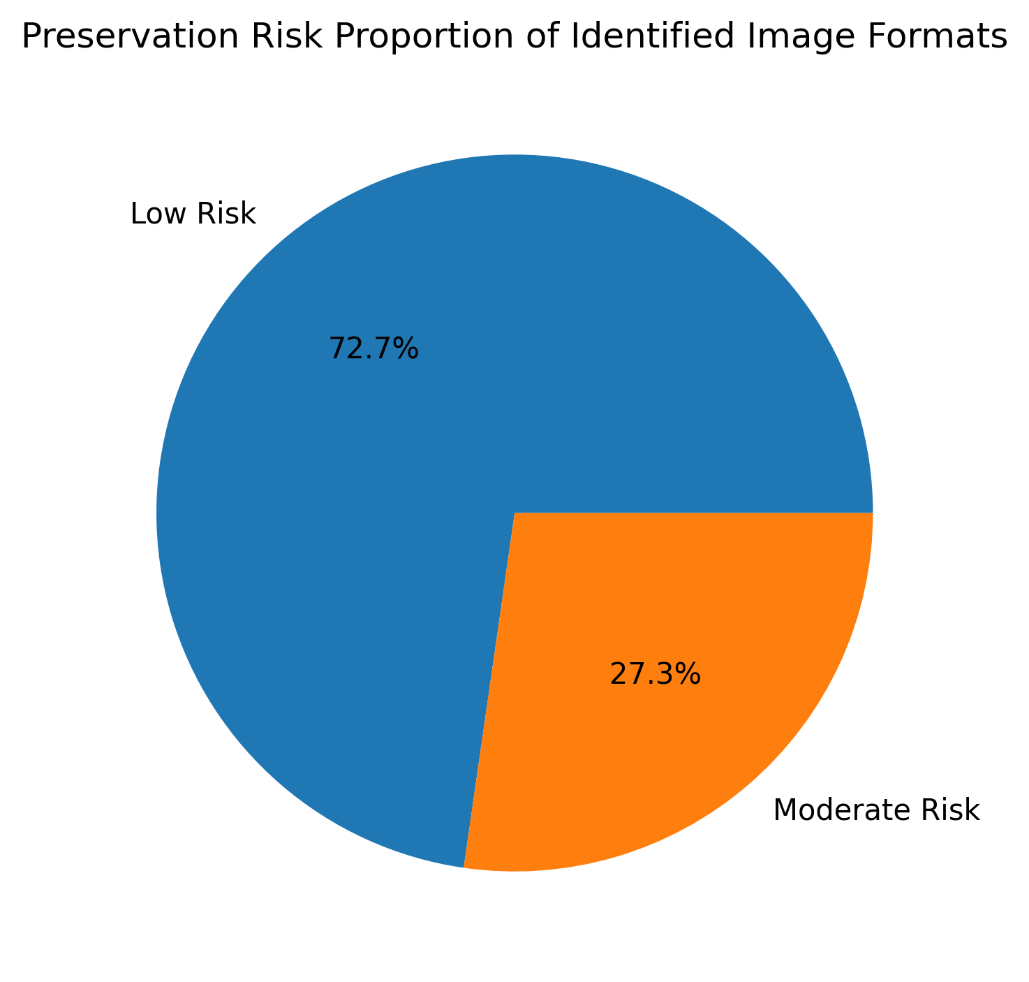 Preservation Risk Proportion of Identified Image Formats
Low Risk
72.7%
27.3%
Moderate Risk